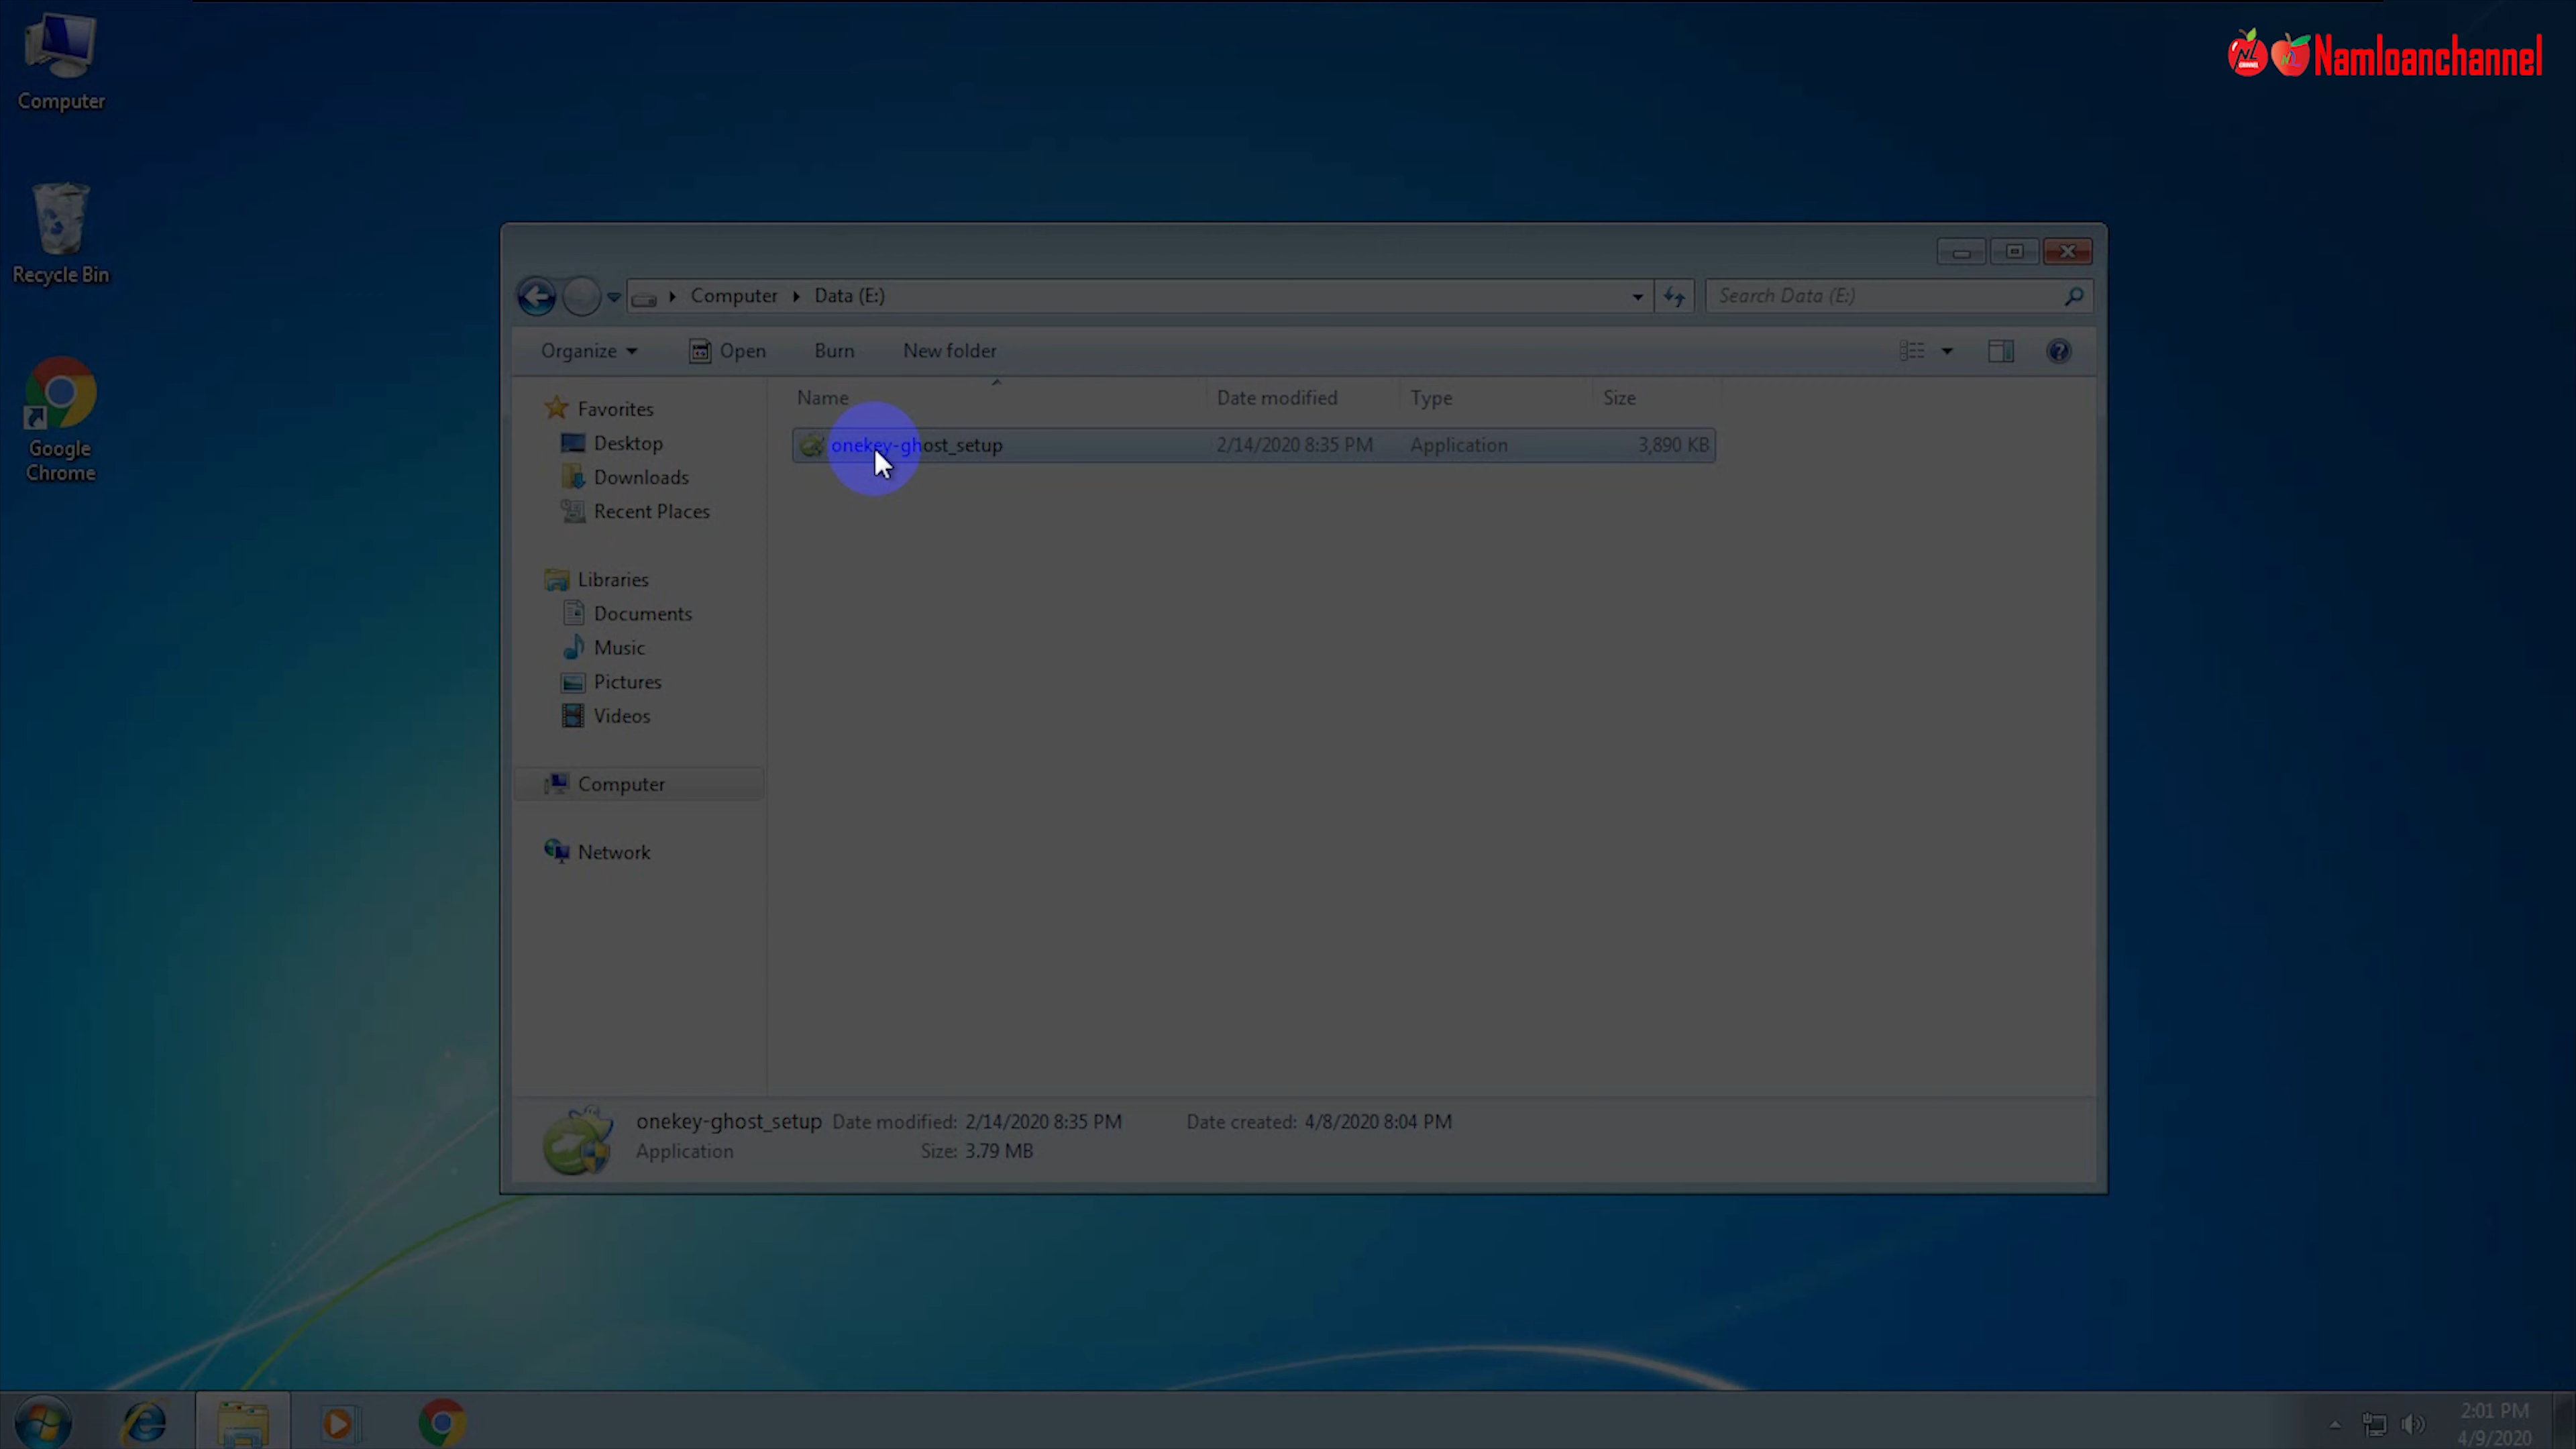 Computer
Namloanchannel
Recycle Bin
Google
Chrome
Computer Data (E:) Search Data (E:)
Organize Open Burn New folder
Favorites
Desktop
Downloads
Recent Places
Libraries
Documents
Music
Pictures
Videos
Computer
Network
Name Date modified Type Size
onekey-ghost_setup 2/14/2020 8:35 PM Application 3,890 KB
onekey-ghost_setup Date modified: 2/14/2020 8:35 PM Date created: 4/8/2020 8:04 PM
Application Size: 3.79 MB
2:01 PM
4/9/2020